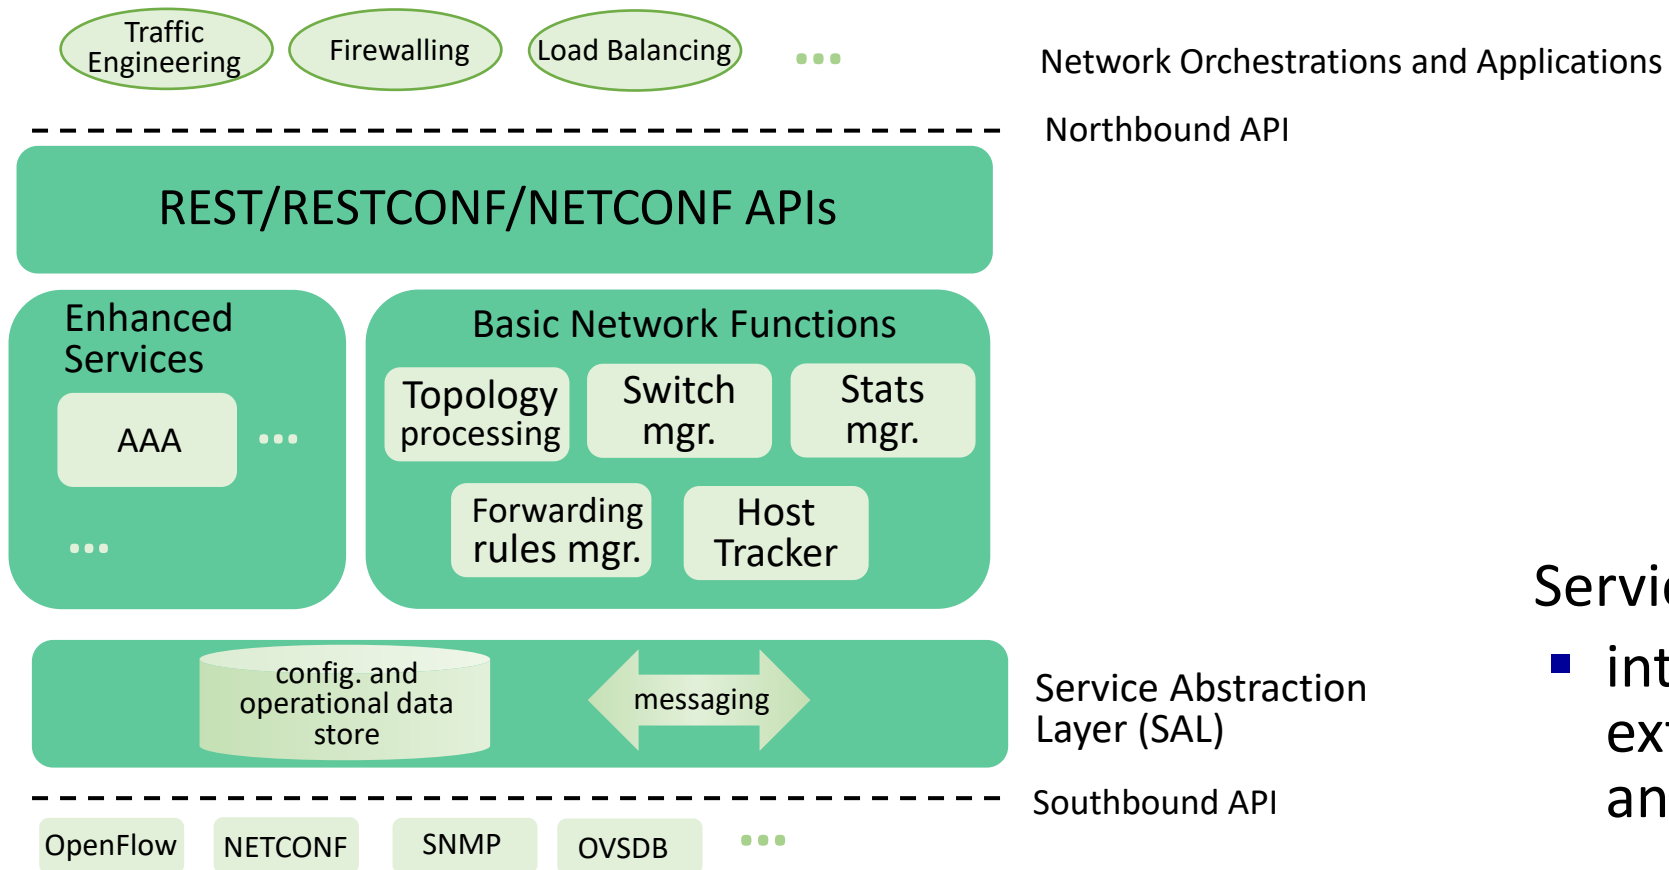 Traffic
Engineering
Firewalling
Load Balancing
...
Network Orchestrations and Applications
Northbound API
REST/RESTCONF/NETCONF APIs
Enhanced
Services
AAA
...
...
Basic Network Functions
Topology
processing
Switch
mgr.
Stats
mgr.
Forwarding
rules mgr.
Host
Tracker
config. and
operational data
store
messaging
Service Abstraction
Layer (SAL)
Southbound API
OpenFlow
NETCONF
SNMP
OVSDB
...